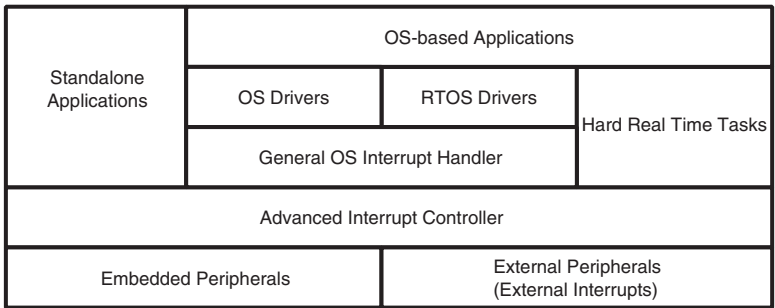 OS-based Applications
Standalone
Applications
OS Drivers
RTOS Drivers
Hard Real Time Tasks
General OS Interrupt Handler
Advanced Interrupt Controller
Embedded Peripherals
External Peripherals
(External Interrupts)